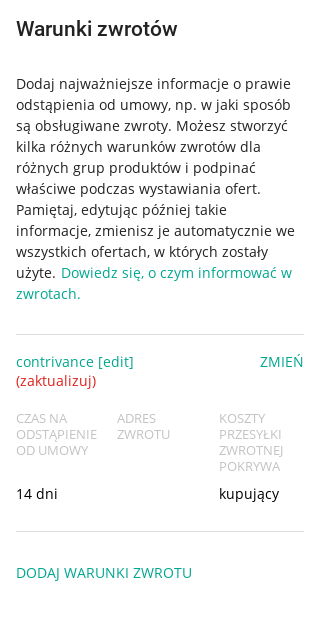 Warunki zwrotów
Dodaj najważniejsze informacje o prawie
odstąpienia od umowy, np. w jaki sposób
są obsługiwane zwroty. Możesz stworzyć
kilka różnych warunków zwrotów dla
różnych grup produktów i podpinać
właściwe podczas wystawiania ofert.
Pamiętaj, edytując później takie
informacje, zmienisz je automatycznie we
wszystkich ofertach, w których zostały
użyte. Dowiedz się, o czym informować w
zwrotach.
contrivance [edit] ZMIEŃ
(zaktualizuj)
CZAS NA ADRES KOSZTY
ODSTĄPIENIE ZWROTU PRZESYŁKI
OD UMOWY ZWROTNEJ
POKRYWA
14 dni kupujący
DODAJ WARUNKI ZWROTU